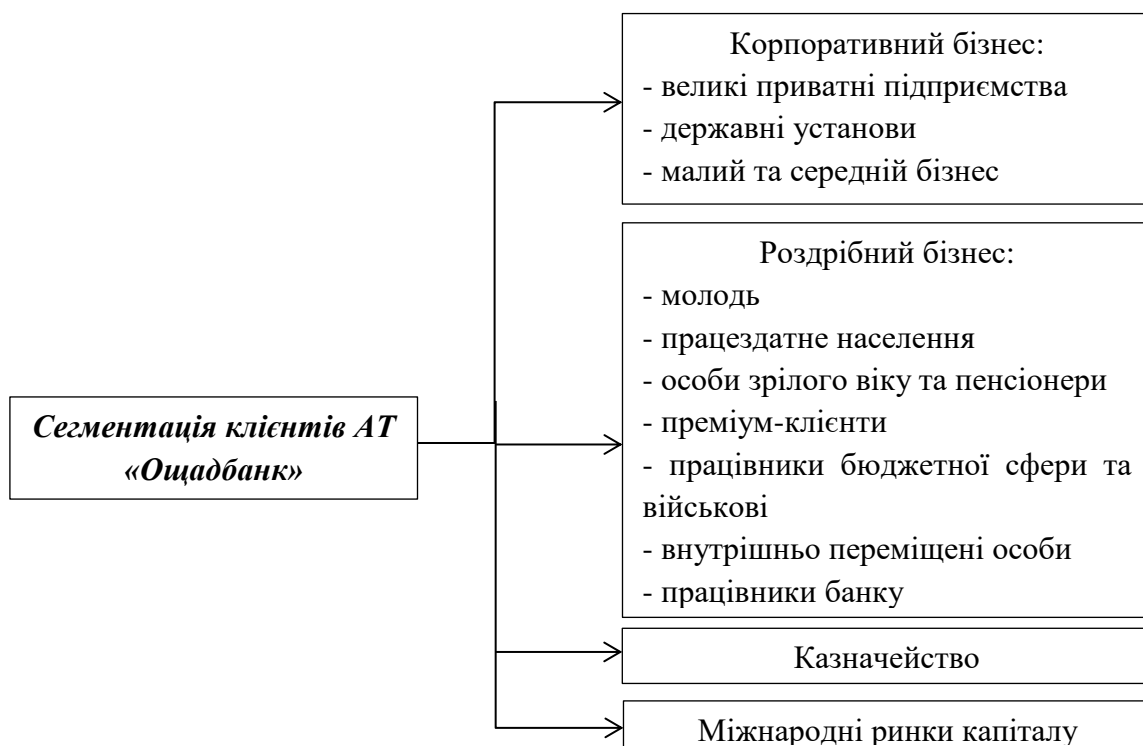 Корпоративний бізнес:
- великі приватні підприємства
- державні установи
- малий та середній бізнес
Роздрібний бізнес:
- молодь
- працездатне населення
- особи зрілого віку та пенсіонери
- преміум-клієнти
- працівники бюджетної сфери та
військові
- внутрішньо переміщені особи
- працівники банку
Сегментація клієнтів АТ
«Ощадбанк»
Казначейство
Міжнародні ринки капіталу